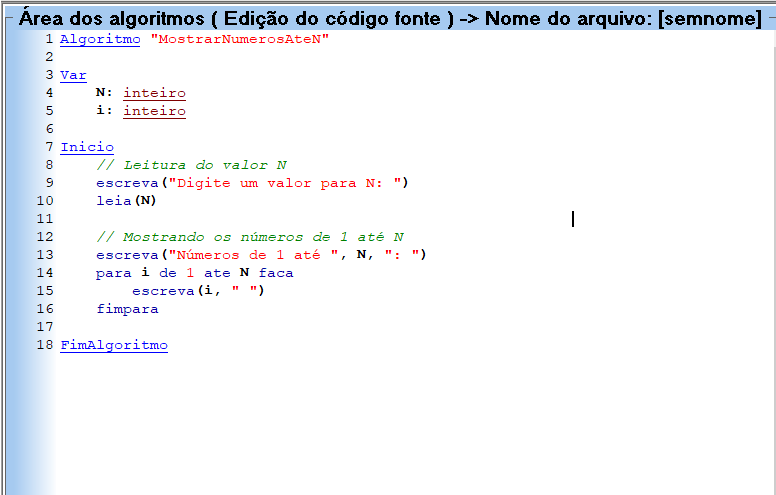 Área dos algoritmos ( Edição do código fonte ) -> Nome do arquivo: [semnome]
1 Algoritmo "MostrarNumerosAteN"
2
3 Var
4     N: inteiro
5     i: inteiro
6
7 Inicio
8     // Leitura do valor N
9     escreva("Digite um valor para N: ")
10     leia(N)
11
12     // Mostrando os números de 1 até N
13     escreva("Números de 1 até ", N, ": ")
14     para i de 1 ate N faca
15         escreva(i, " ")
16     fimpara
17
18 FimAlgoritmo